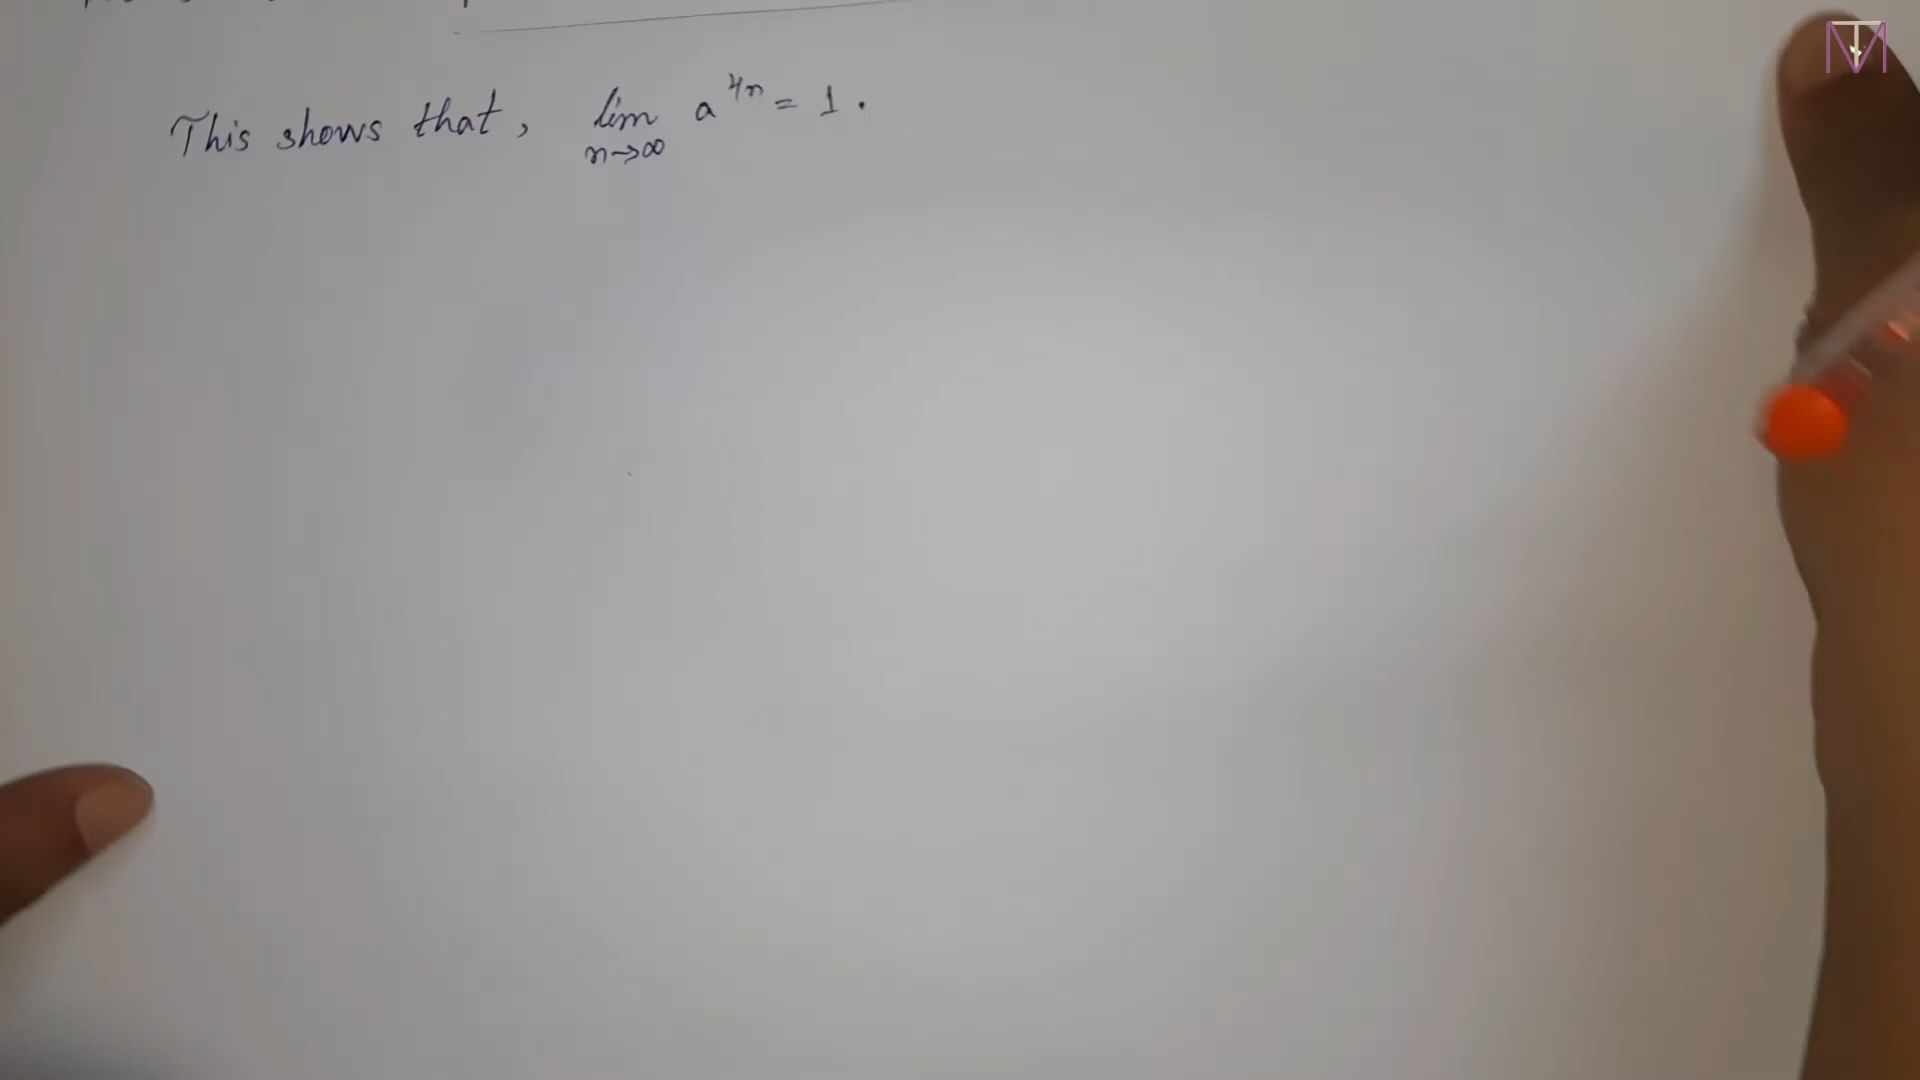 This shows that, lim a^{1/n} = 1.
n→∞